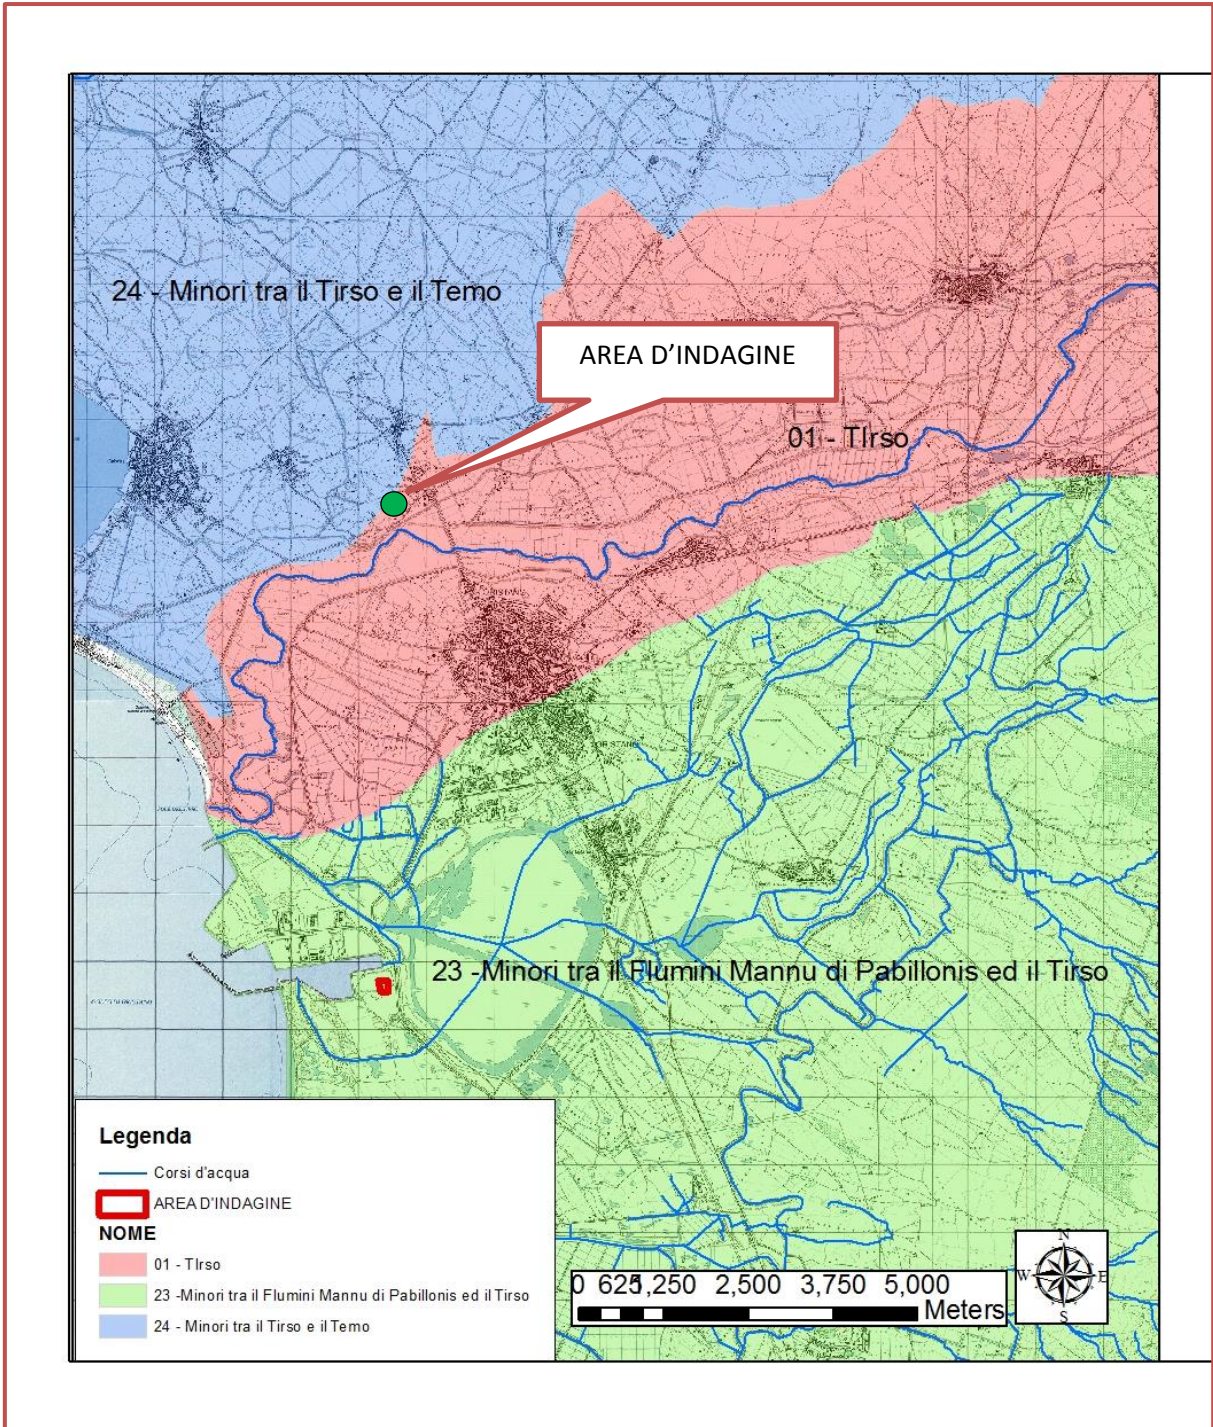 24 - Minori tra il Tirso e il Temo
AREA D’INDAGINE
01 - TIrso
23 -Minori tra il Flumini Mannu di Pabillonis ed il Tirso
Legenda
Corsi d'acqua
AREA D'INDAGINE
NOME
01 - TIrso
23 -Minori tra il Flumini Mannu di Pabillonis ed il Tirso
24 - Minori tra il Tirso e il Temo
0 625 1,250 2,500 3,750 5,000
Meters
N
W E
S